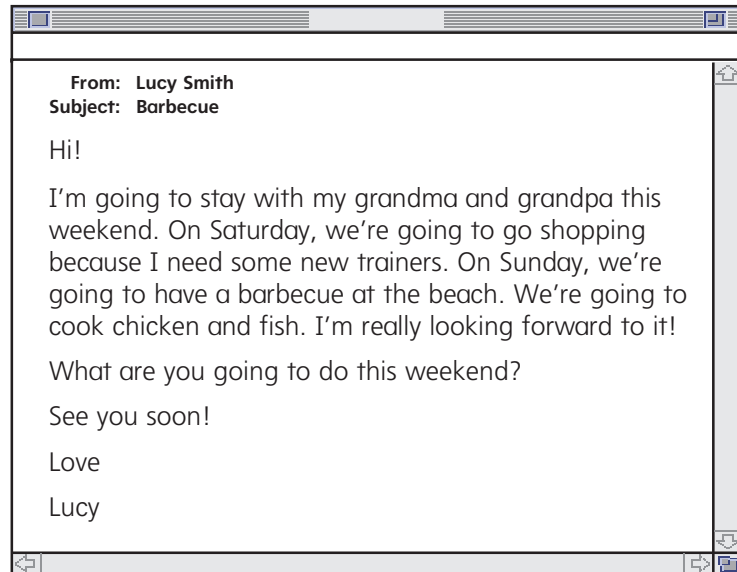 From: Lucy Smith
Subject: Barbecue
Hi!
I'm going to stay with my grandma and grandpa this
weekend. On Saturday, we're going to go shopping
because I need some new trainers. On Sunday, we're
going to have a barbecue at the beach. We're going to
cook chicken and fish. I'm really looking forward to it!
What are you going to do this weekend?
See you soon!
Love
Lucy